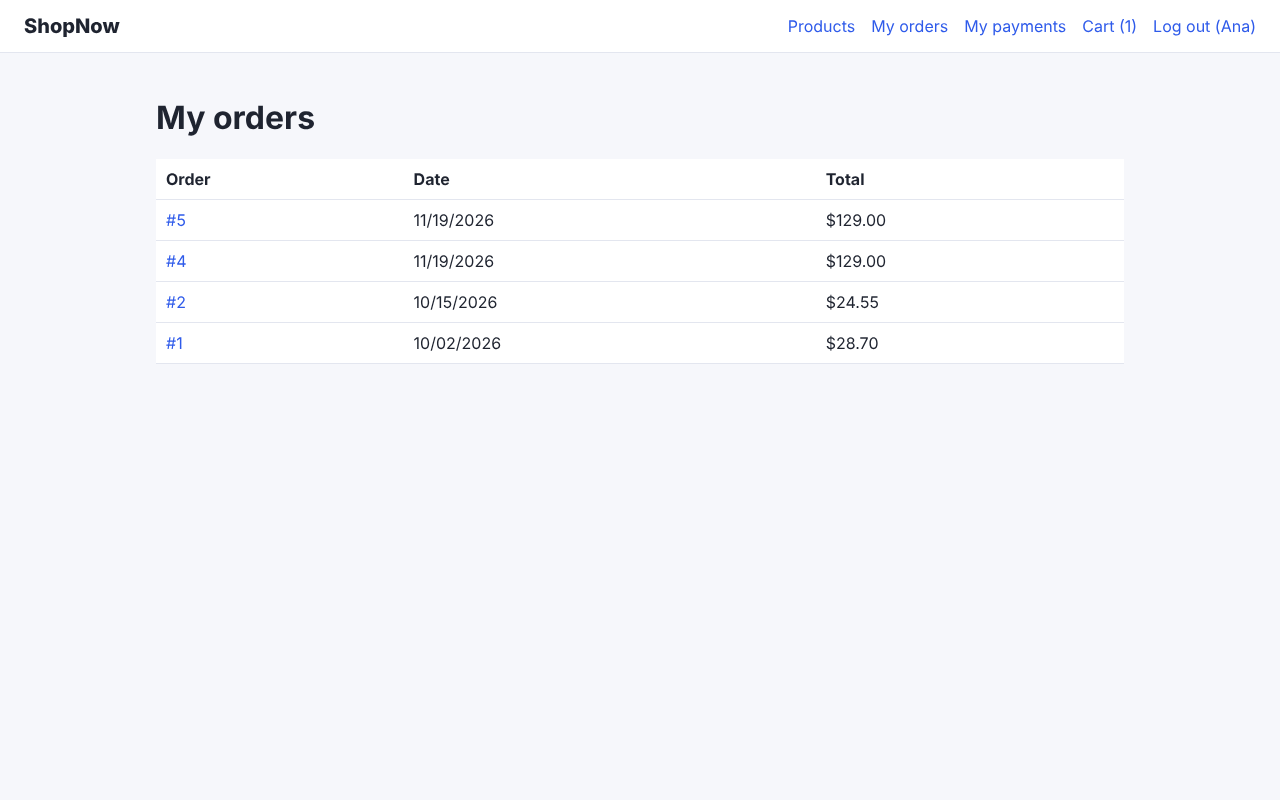 ShopNow Products My orders My payments Cart (1) Log out (Ana)
My orders
Order Date Total
#5 11/19/2026 $129.00
#4 11/19/2026 $129.00
#2 10/15/2026 $24.55
#1 10/02/2026 $28.70